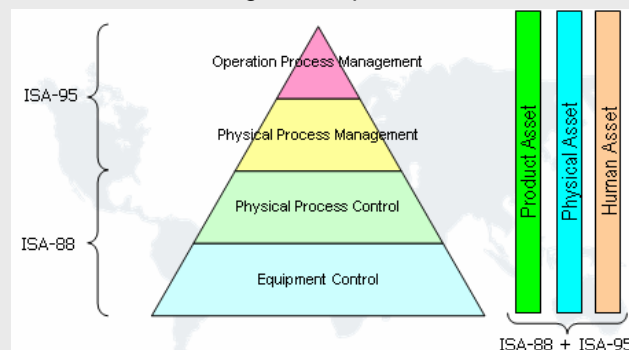 Operation Process Management
ISA-95
Physical Process Management
Physical Process Control
ISA-88
Equipment Control
Product Asset
Physical Asset
Human Asset
ISA-88 + ISA-95